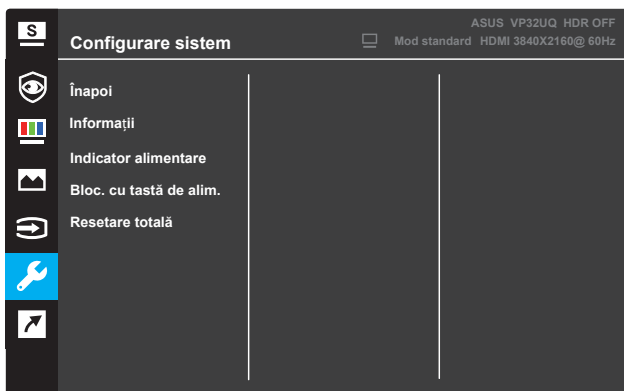 S
Configurare sistem
ASUS VP32UQ HDR OFF
Mod standard HDMI 3840X2160@ 60Hz
Înapoi
Informații
Indicator alimentare
Bloc. cu tastă de alim.
Resetare totală